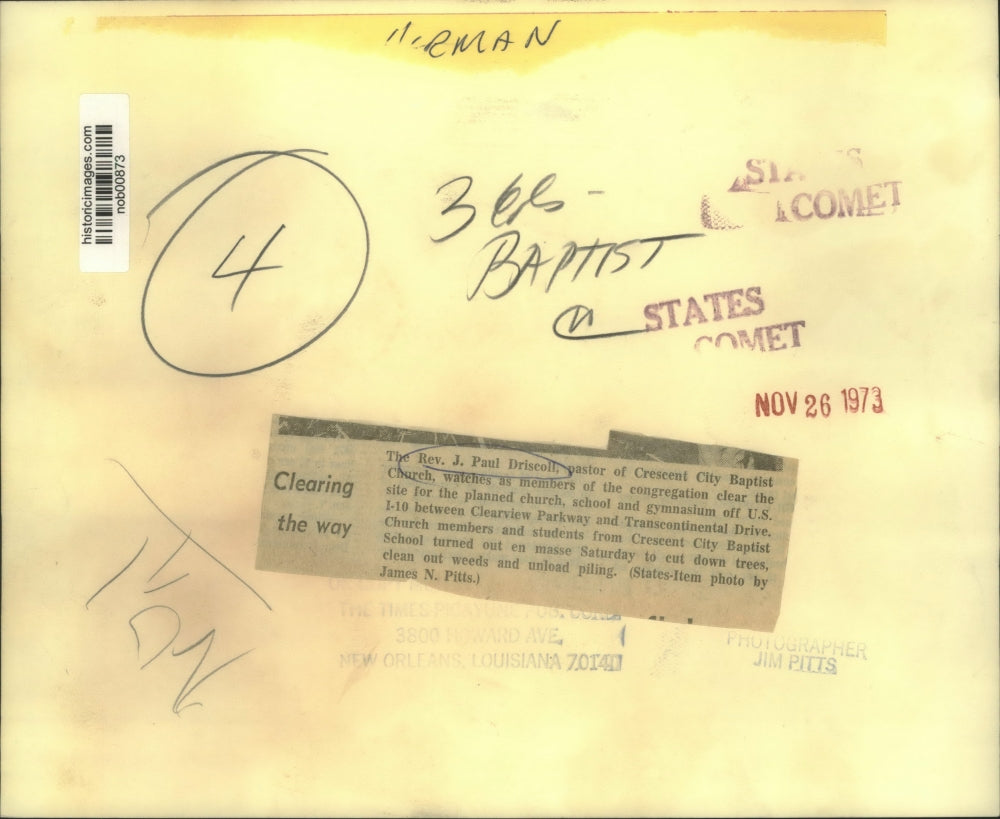 historicimages.com
nob00873
4
3
BAPTIST
COMET
STATES
COMET
NOV 26 1973
Clearing
the way
The Rev. J. Paul Driscoll, pastor of Crescent City Baptist
Church, watches as members of the congregation clear the
site for the planned church, school and gymnasium off U.S.
I-10 between Clearview Parkway and Transcontinental Drive.
Church members and students from Crescent City Baptist
School turned out en masse Saturday to cut down trees,
clean out weeds and unload piling. (States-Item photo by
James N. Pitts.)
THE TIMES PICAYUNE PUB.
3800 HOWARD AVE.
NEW ORLEANS, LOUISIANA 70140
PHOTOGRAPHER
JIM PITTS